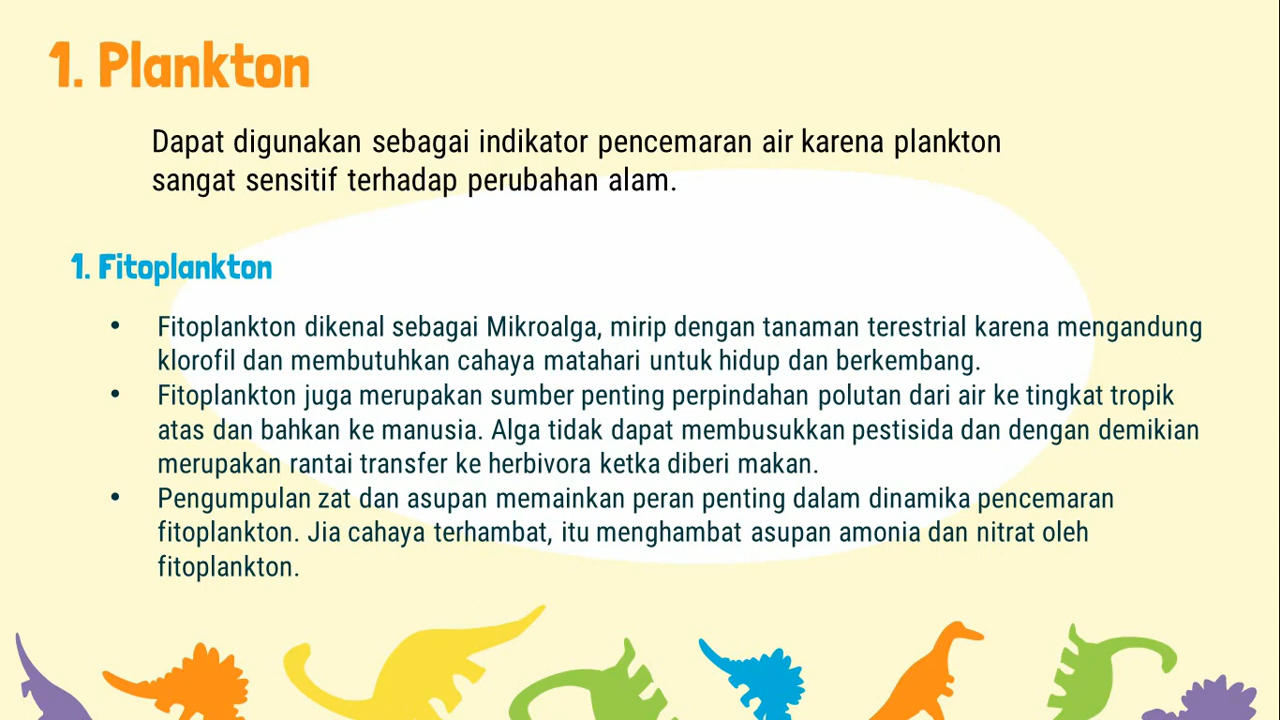 1. Plankton
Dapat digunakan sebagai indikator pencemaran air karena plankton
sangat sensitif terhadap perubahan alam.
1. Fitoplankton
• Fitoplankton dikenal sebagai Mikroalga, mirip dengan tanaman terestrial karena mengandung
klorofil dan membutuhkan cahaya matahari untuk hidup dan berkembang.
• Fitoplankton juga merupakan sumber penting perpindahan polutan dari air ke tingkat tropik
atas dan bahkan ke manusia. Alga tidak dapat membusukkan pestisida dan dengan demikian
merupakan rantai transfer ke herbivora ketka diberi makan.
• Pengumpulan zat dan asupan memainkan peran penting dalam dinamika pencemaran
fitoplankton. Jia cahaya terhambat, itu menghambat asupan amonia dan nitrat oleh
fitoplankton.